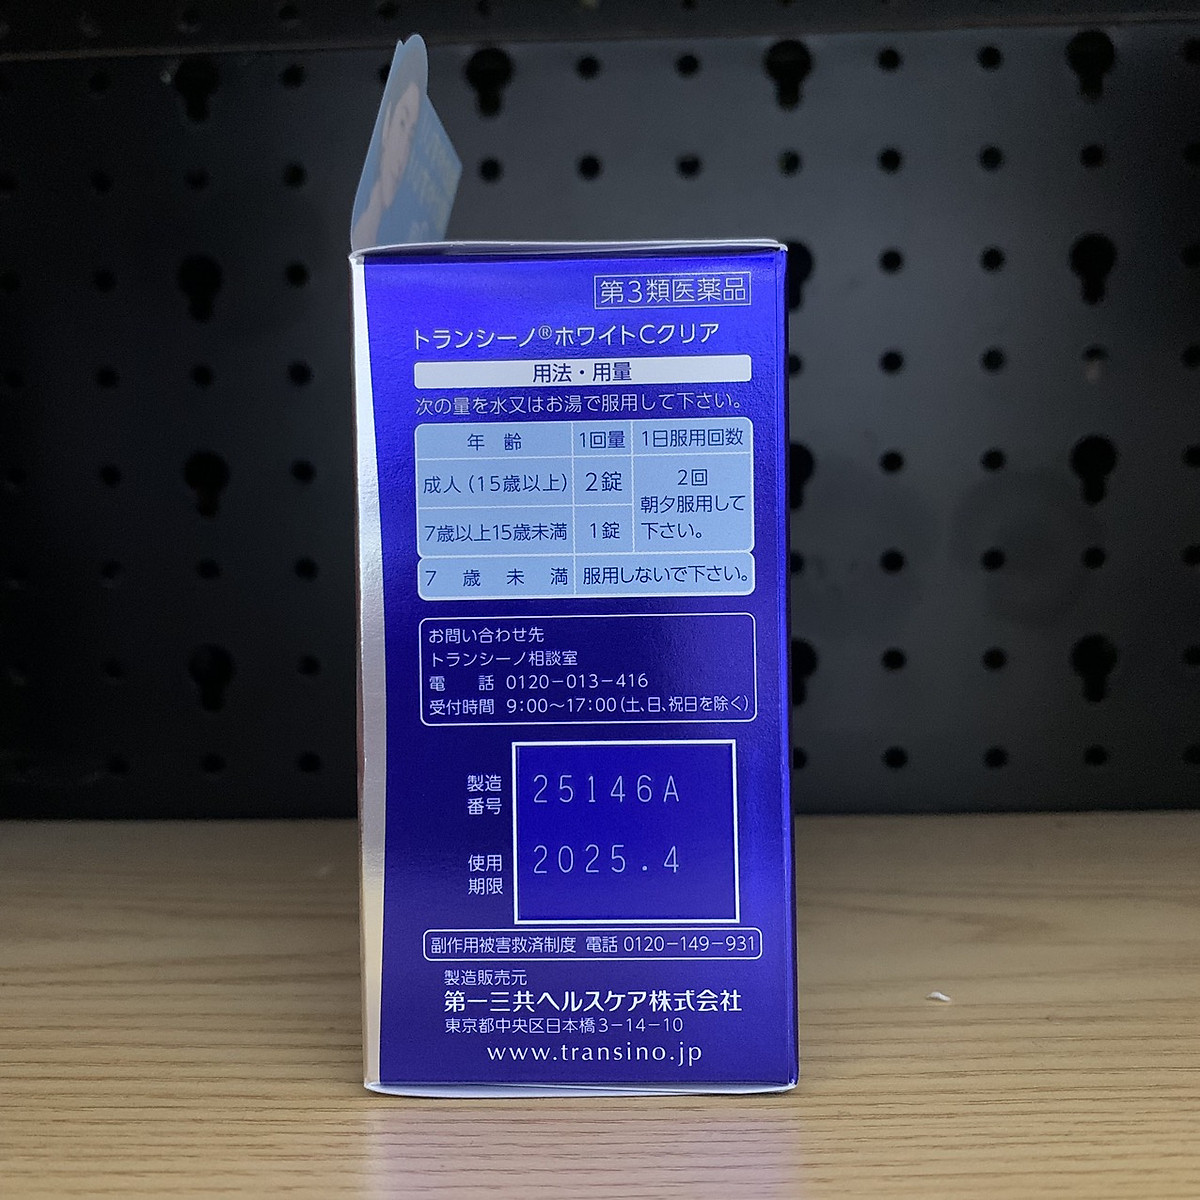 第3類医薬品
トランシーノ®ホワイトCクリア
用法・用量
次の量を水又はお湯で服用して下さい。
年 齢 1回量 1日服用回数
成人(15歳以上) 2錠 2回
朝夕服用して
7歳以上15歳未満 1錠 下さい。
7 歳 未 満 服用しないで下さい。
お問い合わせ先
トランシーノ相談室
電 話 0120-013-416
受付時間 9:00~17:00(土、日、祝日を除く)
製造
番号
25146A
使用
期限
2025.4
副作用被害救済制度 電話 0120-149-931
製造販売元
第一三共ヘルスケア株式会社
東京都中央区日本橋3-14-10
www.transino.jp